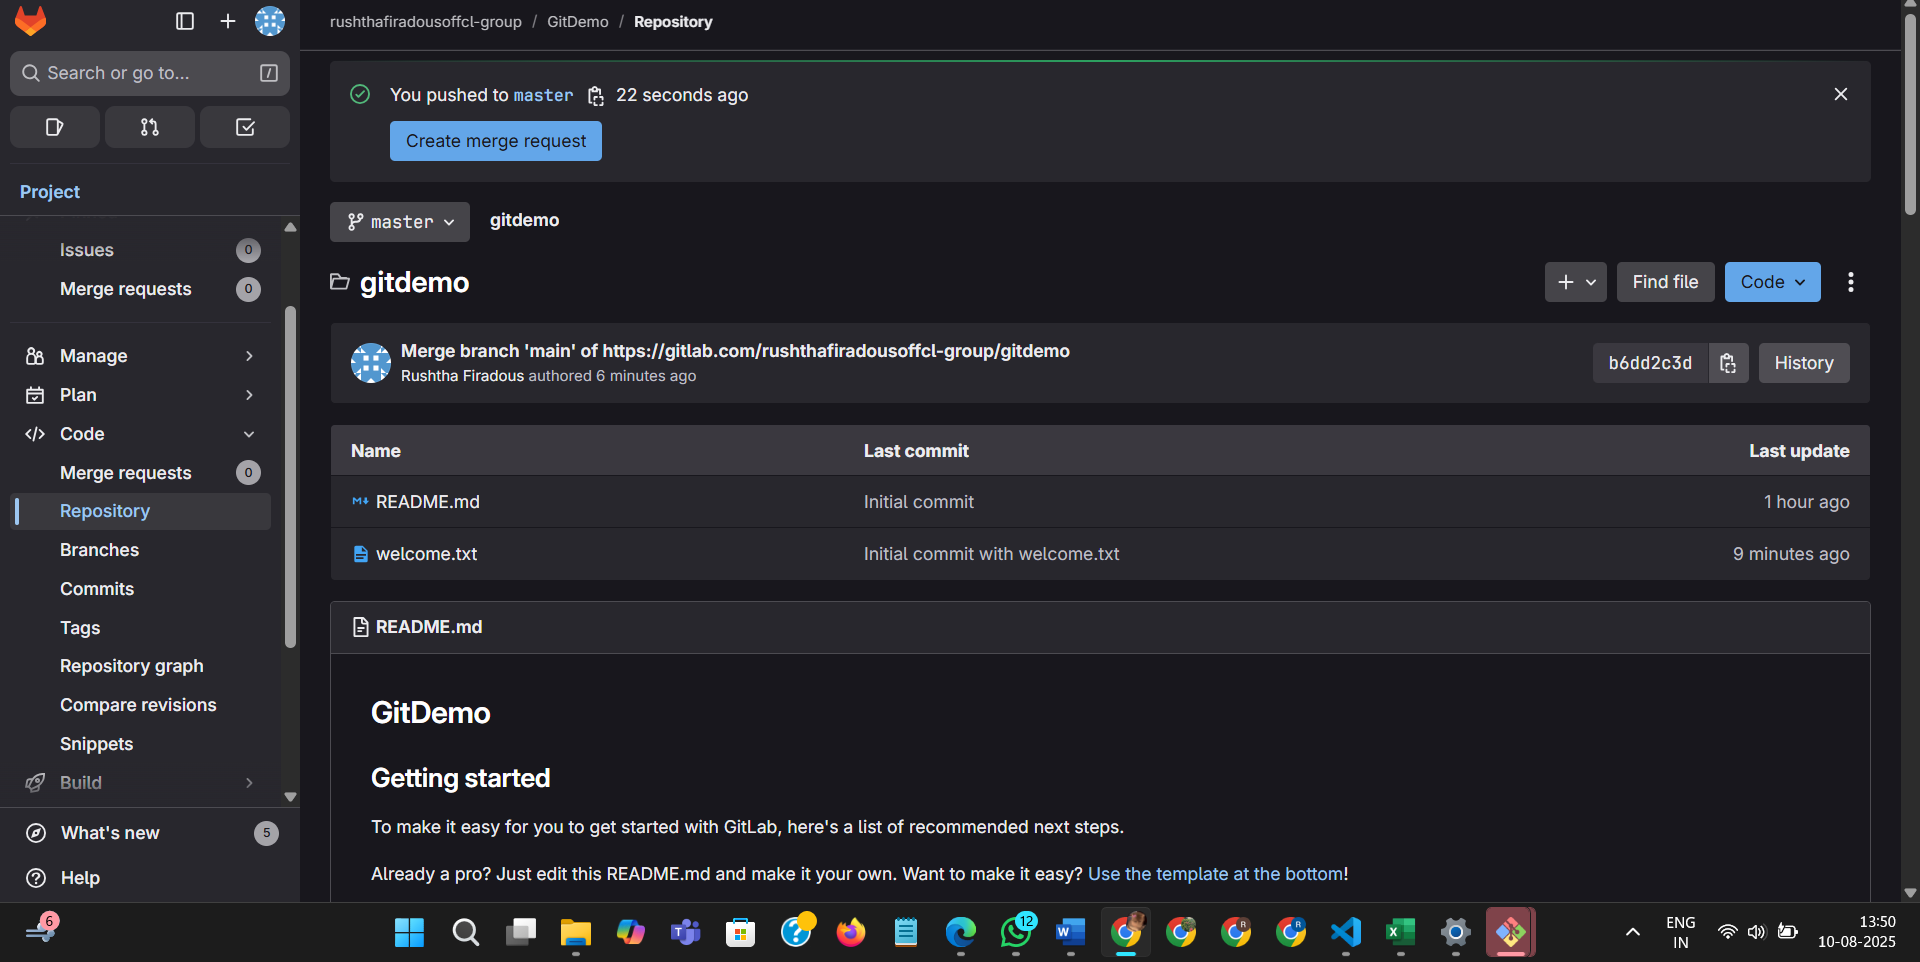 rushthafiradousoffcl-group / GitDemo / Repository
Search or go to... /
You pushed to master 22 seconds ago
Create merge request
Project
Issues 0
Merge requests 0
Manage
Plan
Code
Merge requests 0
Repository
Branches
Commits
Tags
Repository graph
Compare revisions
Snippets
Build
What's new 5
Help
master gitdemo
gitdemo
Find file
Code
Merge branch 'main' of https://gitlab.com/rushthafiradousoffcl-group/gitdemo
Rushtha Firadous authored 6 minutes ago
b6dd2c3d
History
Name Last commit Last update
README.md Initial commit 1 hour ago
welcome.txt Initial commit with welcome.txt 9 minutes ago
README.md
GitDemo
Getting started
To make it easy for you to get started with GitLab, here's a list of recommended next steps.
Already a pro? Just edit this README.md and make it your own. Want to make it easy? Use the template at the bottom!
6
12
ENG
IN
13:50
10-08-2025